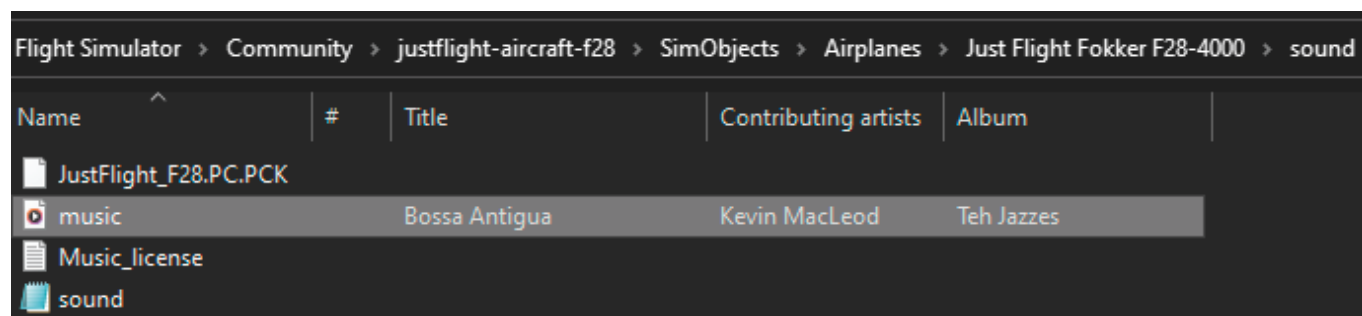 Flight Simulator > Community > justflight-aircraft-f28 > SimObjects > Airplanes > Just Flight Fokker F28-4000 > sound
Name # Title Contributing artists Album
JustFlight_F28.PC.PCK
music Bossa Antigua Kevin MacLeod Teh Jazzes
Music_license
sound